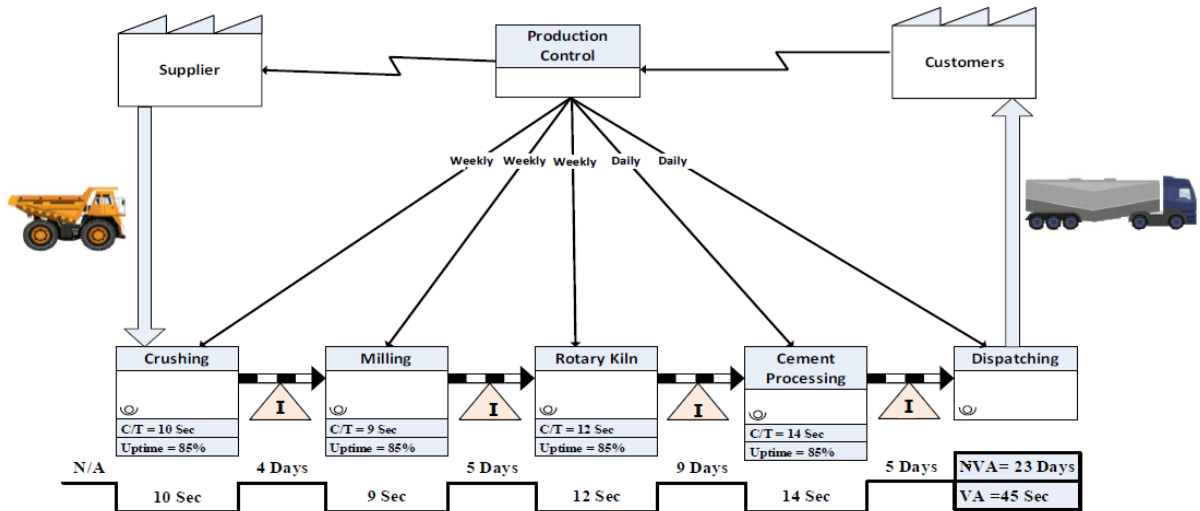 Supplier
Production
Control
Customers
Weekly Weekly Weekly Daily Daily
Crushing
C/T = 10 Sec
Uptime = 85%
I
Milling
C/T = 9 Sec
Uptime = 85%
I
Rotary Kiln
C/T = 12 Sec
Uptime = 85%
I
Cement
Processing
C/T = 14 Sec
Uptime = 85%
I
Dispatching
N/A 4 Days 5 Days 9 Days 5 Days NVA= 23 Days
10 Sec 9 Sec 12 Sec 14 Sec VA =45 Sec